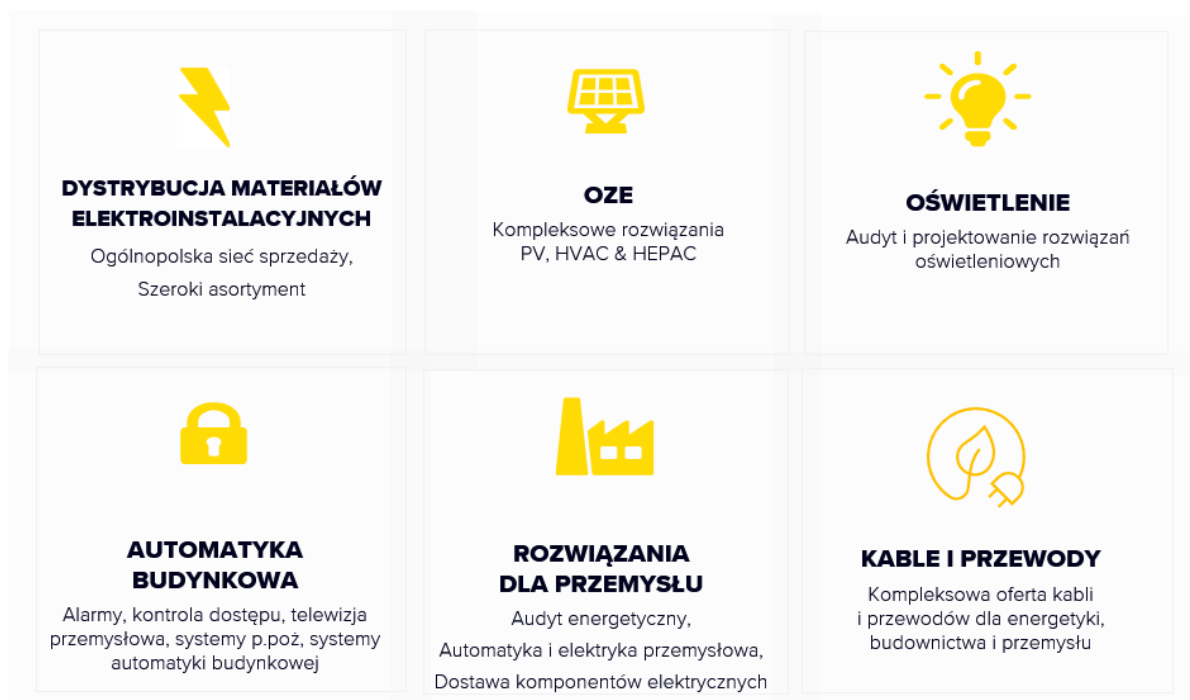 DYSTRYBUCJA MATERIAŁÓW
ELEKTROINSTALACYJNYCH
Ogólnopolska sieć sprzedaży,
Szeroki asortyment
OZE
Kompleksowe rozwiązania
PV, HVAC & HEPAC
OŚWIETLENIE
Audyt i projektowanie rozwiązań
oświetleniowych
AUTOMATYKA
BUDYNKOWA
Alarmy, kontrola dostępu, telewizja
przemysłowa, systemy p.poż, systemy
automatyki budynkowej
ROZWIĄZANIA
DLA PRZEMYSŁU
Audyt energetyczny,
Automatyka i elektryka przemysłowa,
Dostawa komponentów elektrycznych
KABLE I PRZEWODY
Kompleksowa oferta kabli
i przewodów dla energetyki,
budownictwa i przemysłu